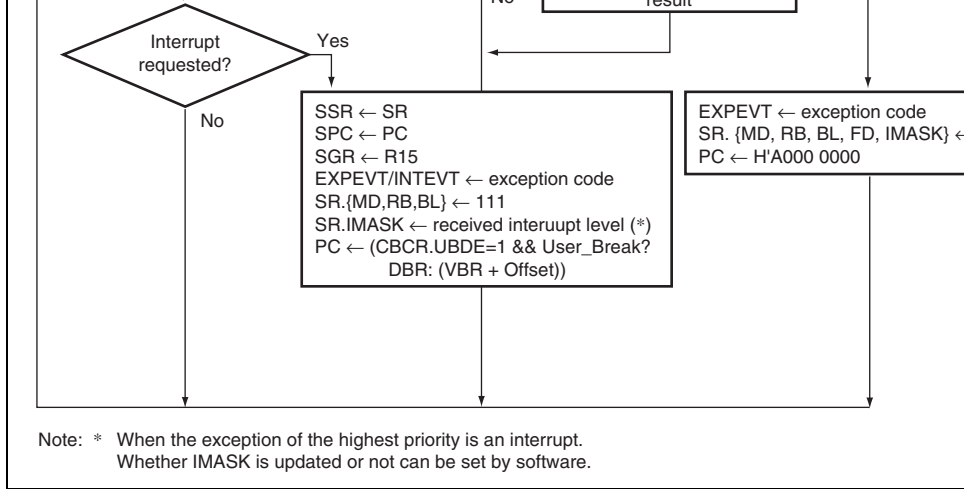 No
result
Interrupt
requested?
Yes
No
SSR ← SR
SPC ← PC
SGR ← R15
EXPEVT/INTEVT ← exception code
SR.{MD,RB,BL} ← 111
SR.IMASK ← received interuupt level (*)
PC ← (CBCR.UBDE=1 && User_Break?
DBR: (VBR + Offset))
EXPEVT ← exception code
SR. {MD, RB, BL, FD, IMASK} ←
PC ← H'A000 0000
Note: * When the exception of the highest priority is an interrupt.
Whether IMASK is updated or not can be set by software.